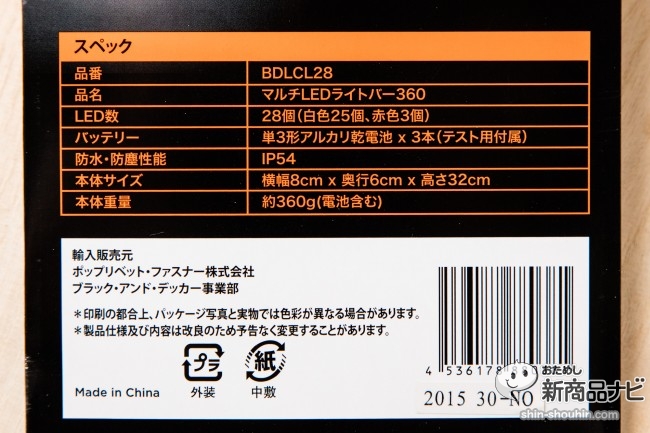 スペック
品番 BDLCL28
品名 マルチLEDライトバー360
LED数 28個(白色25個、赤色3個)
バッテリー 単3形アルカリ乾電池 x 3本(テスト用付属)
防水・防塵性能 IP54
本体サイズ 横幅8cm x 奥行6cm x 高さ32cm
本体重量 約360g(電池含む)
輸入販売元
ポップリベット・ファスナー株式会社
ブラック・アンド・デッカー事業部
*印刷の都合上、パッケージ写真と実物では色彩が異なる場合があります。
*製品仕様及び内容は改良のため予告なく変更することがあります。
プラ 紙
Made in China 外装 中敷
4 536178
2015 30-NO
おためし
新商品ナビ
shin-shouhin.com